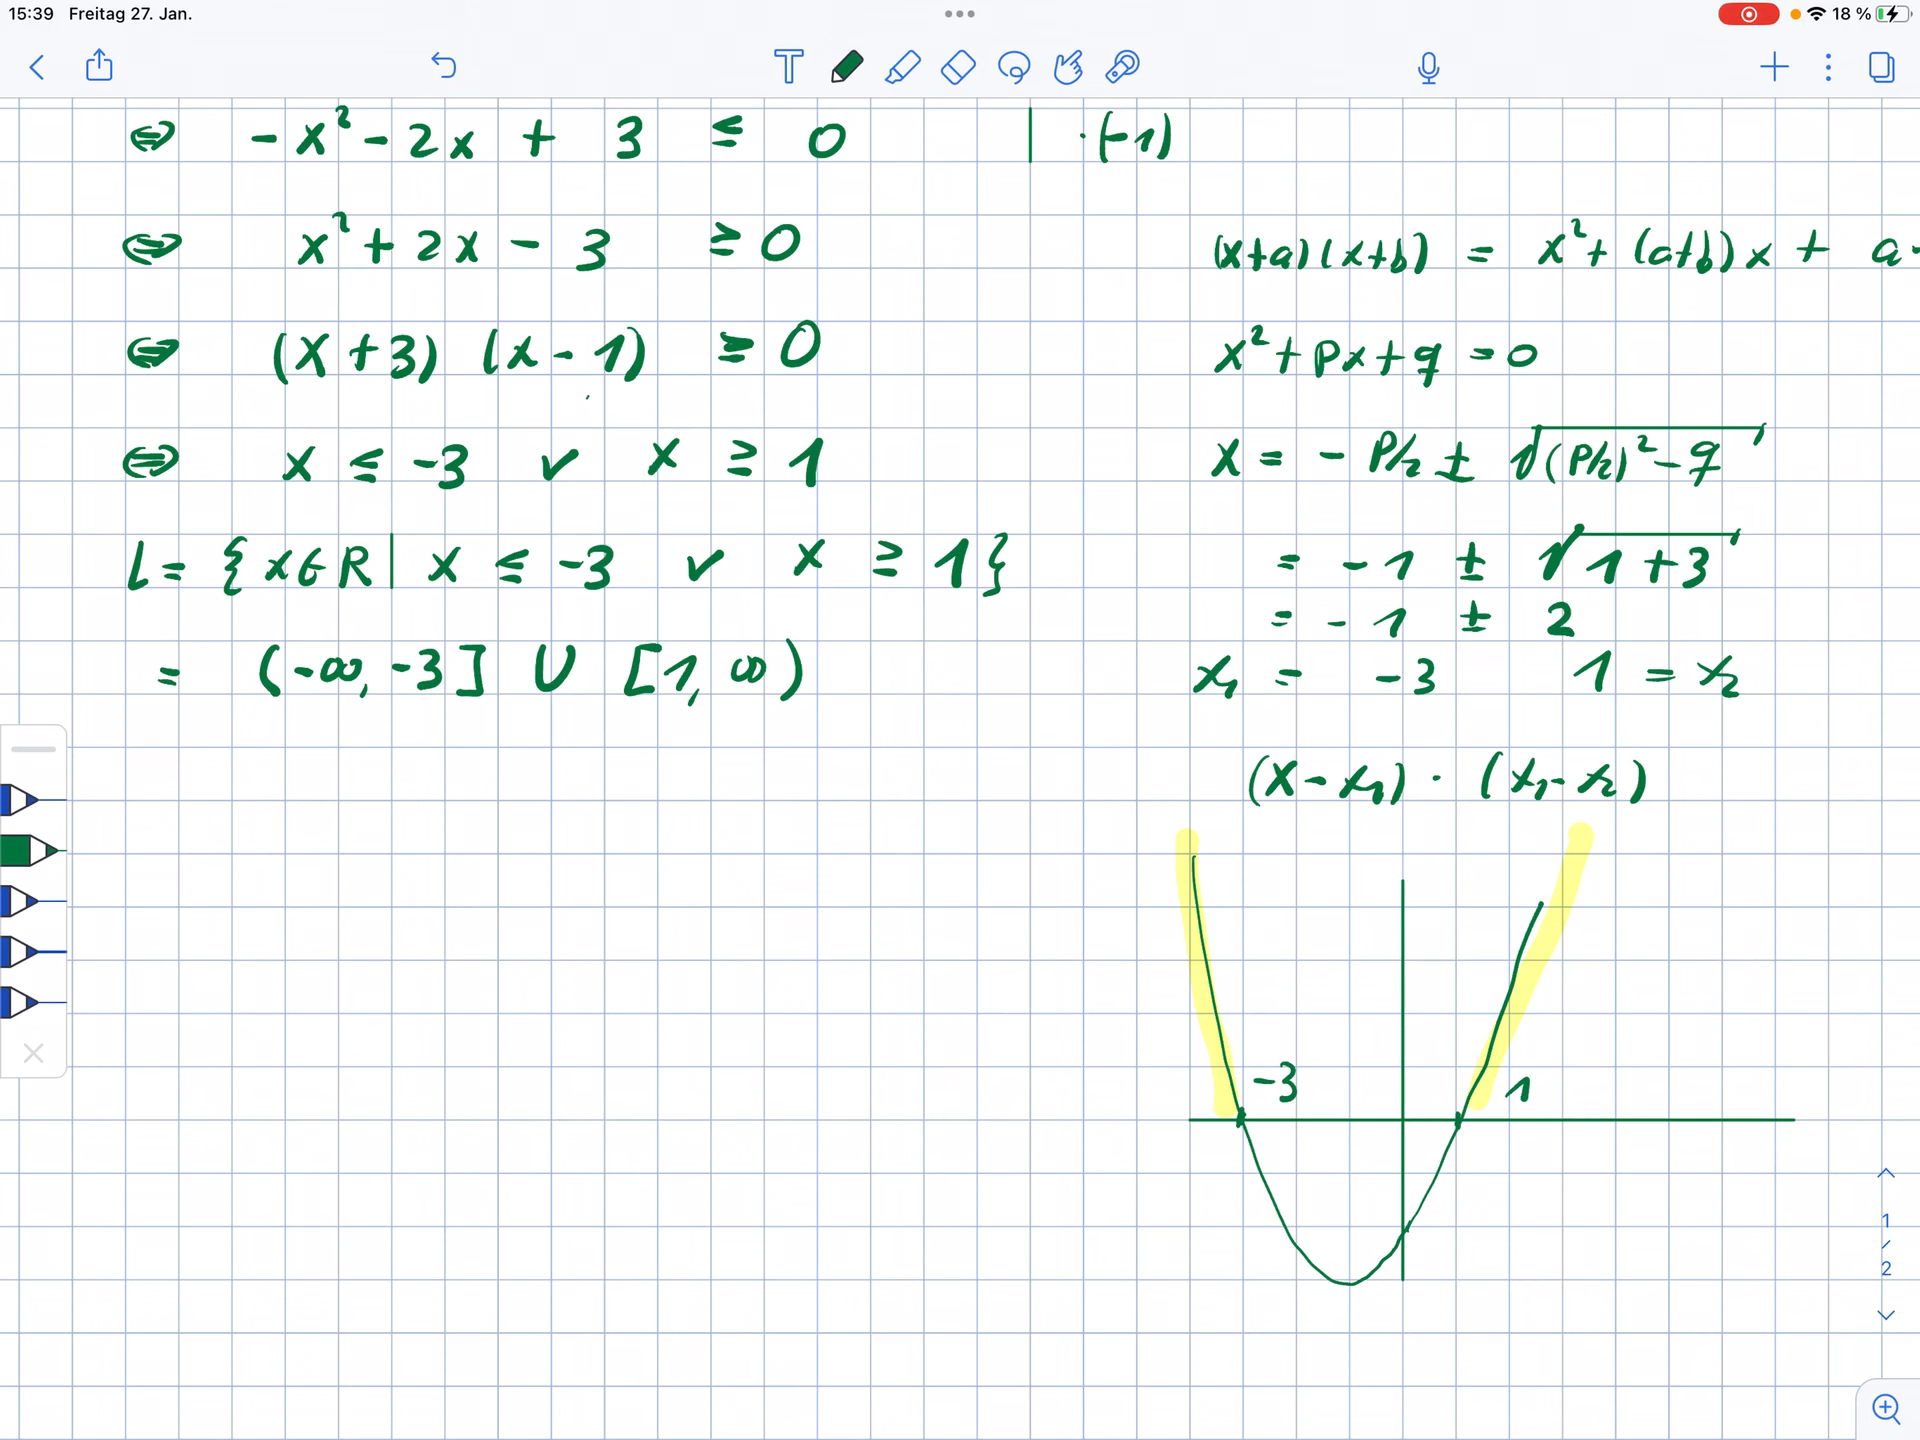 15:39 Freitag 27. Jan. 18 %
⇔ -x² - 2x + 3 ≤ 0 | ·(-1)
⇔ x² + 2x - 3 ≥ 0
⇔ (x+3) (x-1) ≥ 0
⇔ x ≤ -3 ∨ x ≥ 1
L = {x∈R | x ≤ -3 ∨ x ≥ 1}
= (-∞, -3] ∪ [1, ∞)
(x+a)(x+b) = x² + (a+b)x + a·
x² + px + q = 0
x = - p/2 ± √((p/2)² - q)
= -1 ± √(1+3)
= -1 ± 2
x₁ = -3 1 = x₂
(x - x₁) · (x₁ - x₂)
-3 1
1
/
2